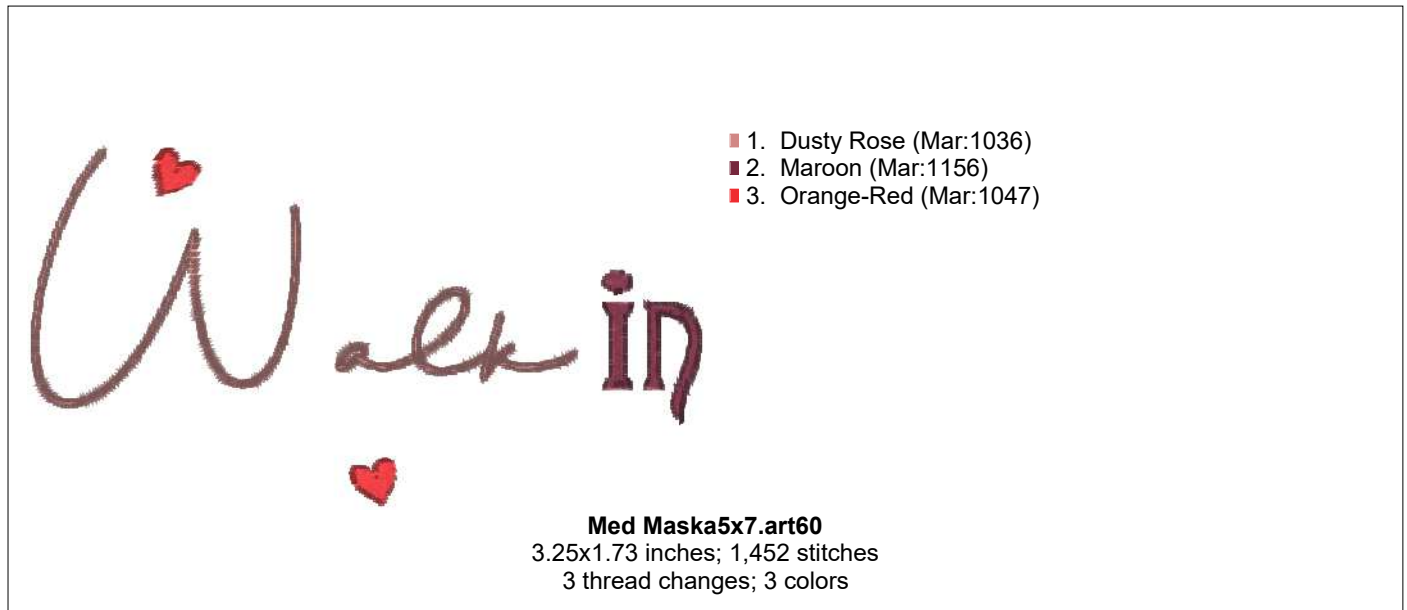 Walk in
1. Dusty Rose (Mar:1036)
2. Maroon (Mar:1156)
3. Orange-Red (Mar:1047)
Med Maska5x7.art60
3.25x1.73 inches; 1,452 stitches
3 thread changes; 3 colors